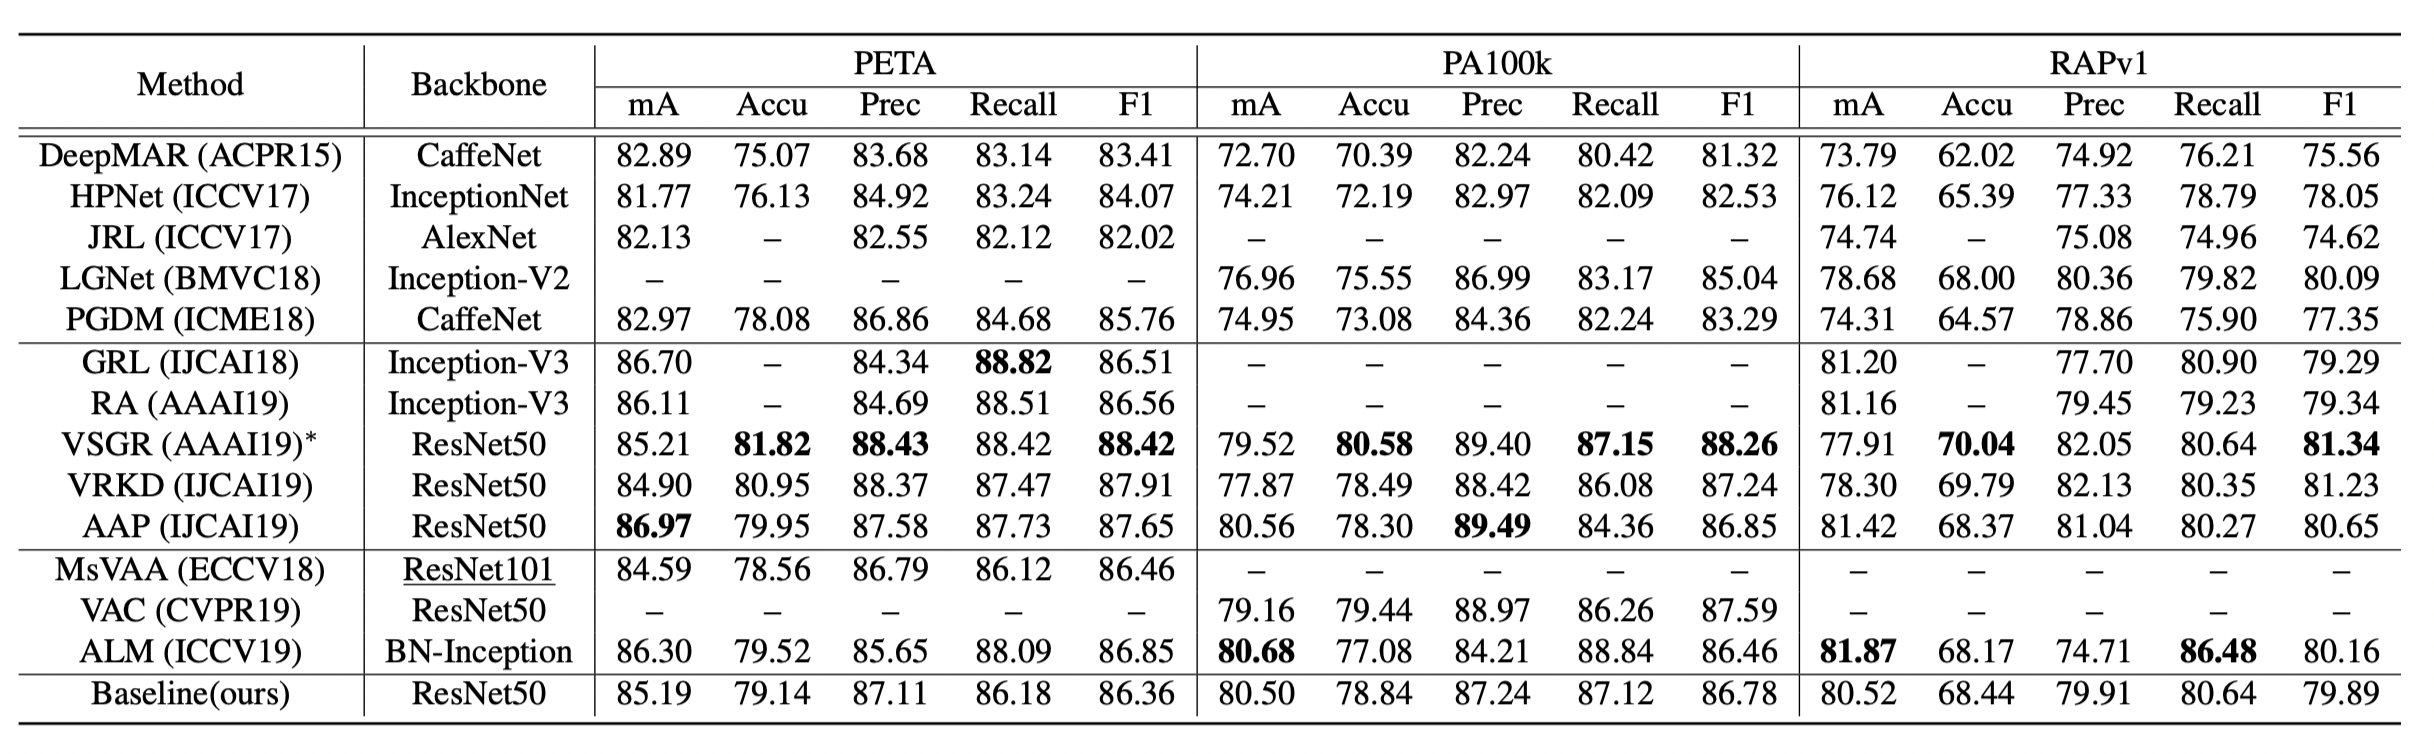 Method Backbone PETA PA100k RAPv1
mA Accu Prec Recall F1 mA Accu Prec Recall F1 mA Accu Prec Recall F1
DeepMAR (ACPR15) CaffeNet 82.89 75.07 83.68 83.14 83.41 72.70 70.39 82.24 80.42 81.32 73.79 62.02 74.92 76.21 75.56
HPNet (ICCV17) InceptionNet 81.77 76.13 84.92 83.24 84.07 74.21 72.19 82.97 82.09 82.53 76.12 65.39 77.33 78.79 78.05
JRL (ICCV17) AlexNet 82.13 – 82.55 82.12 82.02 – – – – – 74.74 – 75.08 74.96 74.62
LGNet (BMVC18) Inception-V2 – – – – – 76.96 75.55 86.99 83.17 85.04 78.68 68.00 80.36 79.82 80.09
PGDM (ICME18) CaffeNet 82.97 78.08 86.86 84.68 85.76 74.95 73.08 84.36 82.24 83.29 74.31 64.57 78.86 75.90 77.35
GRL (IJCAI18) Inception-V3 86.70 – 84.34 88.82 86.51 – – – – – 81.20 – 77.70 80.90 79.29
RA (AAAI19) Inception-V3 86.11 – 84.69 88.51 86.56 – – – – – 81.16 – 79.45 79.23 79.34
VSGR (AAAI19)* ResNet50 85.21 81.82 88.43 88.42 88.42 79.52 80.58 89.40 87.15 88.26 77.91 70.04 82.05 80.64 81.34
VRKD (IJCAI19) ResNet50 84.90 80.95 88.37 87.47 87.91 77.87 78.49 88.42 86.08 87.24 78.30 69.79 82.13 80.35 81.23
AAP (IJCAI19) ResNet50 86.97 79.95 87.58 87.73 87.65 80.56 78.30 89.49 84.36 86.85 81.42 68.37 81.04 80.27 80.65
MsVAA (ECCV18) ResNet101 84.59 78.56 86.79 86.12 86.46 – – – – – – – – – –
VAC (CVPR19) ResNet50 – – – – – 79.16 79.44 88.97 86.26 87.59 – – – – –
ALM (ICCV19) BN-Inception 86.30 79.52 85.65 88.09 86.85 80.68 77.08 84.21 88.84 86.46 81.87 68.17 74.71 86.48 80.16
Baseline(ours) ResNet50 85.19 79.14 87.11 86.18 86.36 80.50 78.84 87.24 87.12 86.78 80.52 68.44 79.91 80.64 79.89